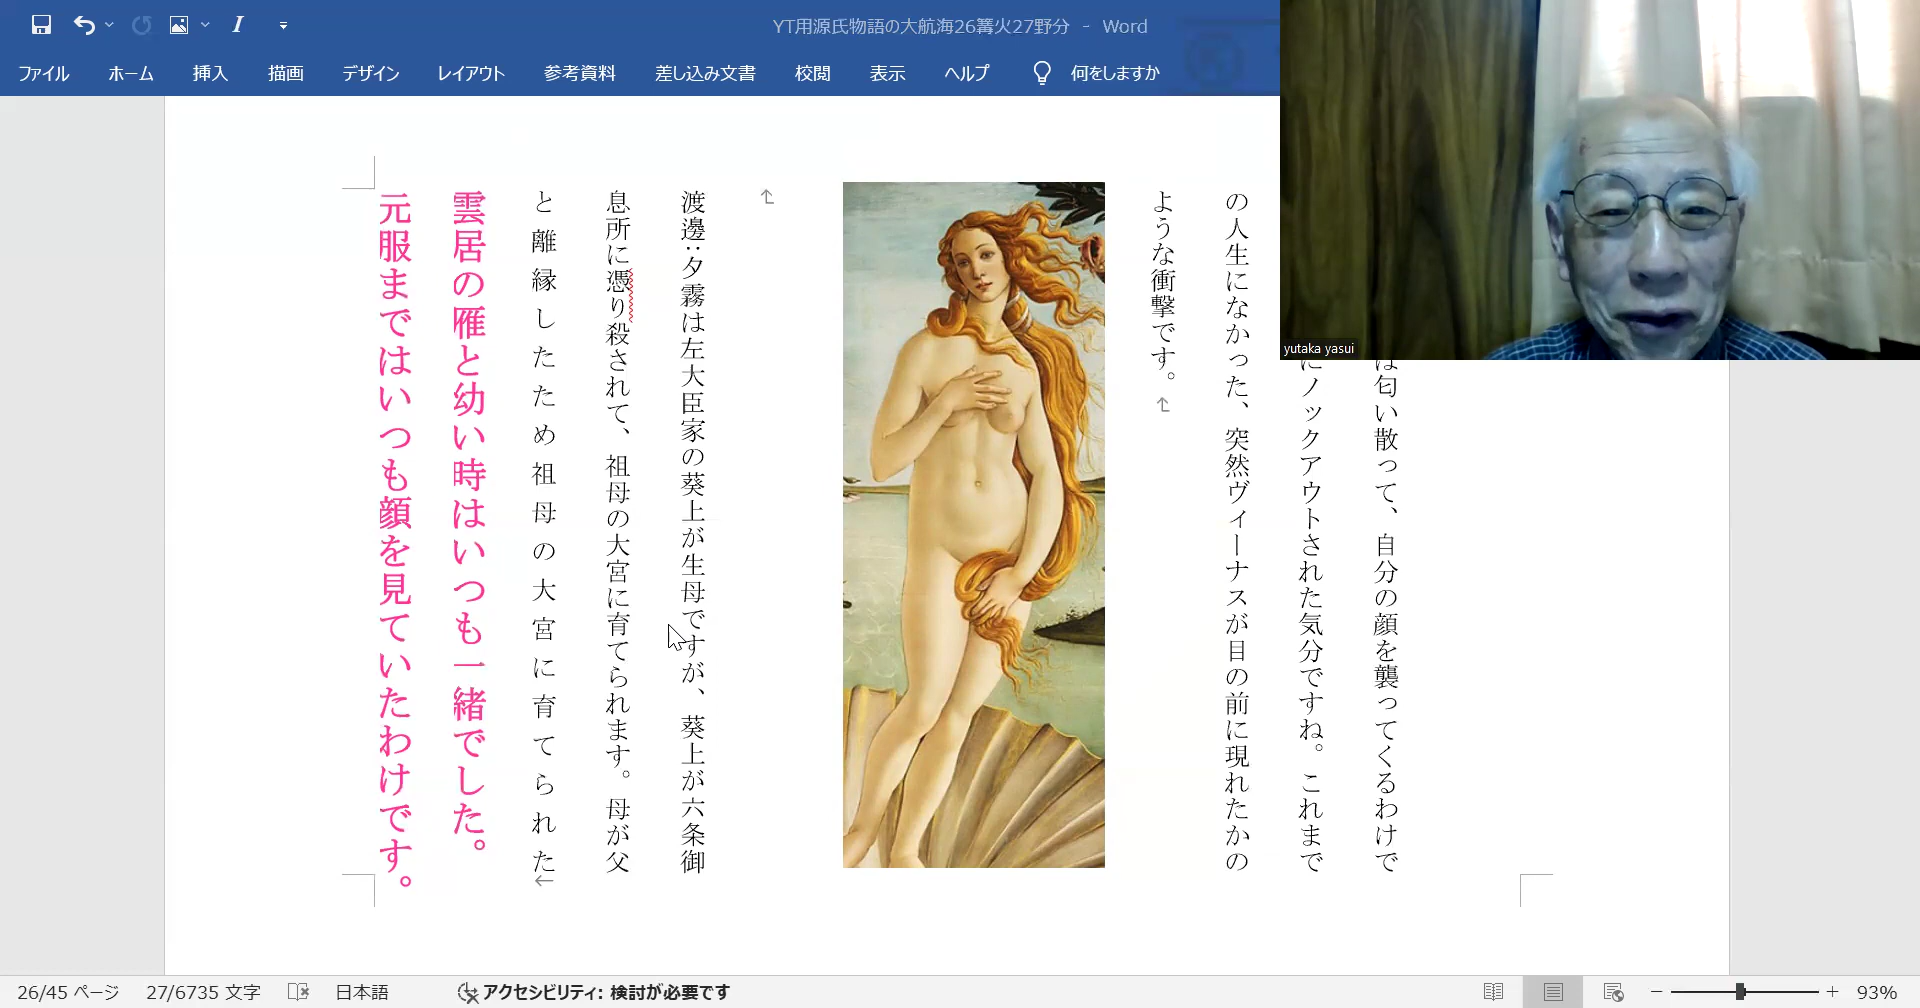 YT用源氏物語の大航海26篝火27野分 - Word
ファイル ホーム 挿入 描画 デザイン レイアウト 参考資料 差し込み文書 校閲 表示 ヘルプ 何をしますか
yutaka yasui
は匂い散って、自分の顔を襲ってくるわけで
にノックアウトされた気分ですね。これまで
の人生になかった、突然ヴィーナスが目の前に現れたかの
ような衝撃です。
渡邊:夕霧は左大臣家の葵上が生母ですが、葵上が六条御
息所に憑り殺されて、祖母の大宮に育てられます。母が父
と離縁したため祖母の大宮に育てられた
雲居の雁と幼い時はいつも一緒でした。
元服まではいつも顔を見ていたわけです。
26/45 ページ 27/6735 文字 日本語 アクセシビリティ: 検討が必要です 93%